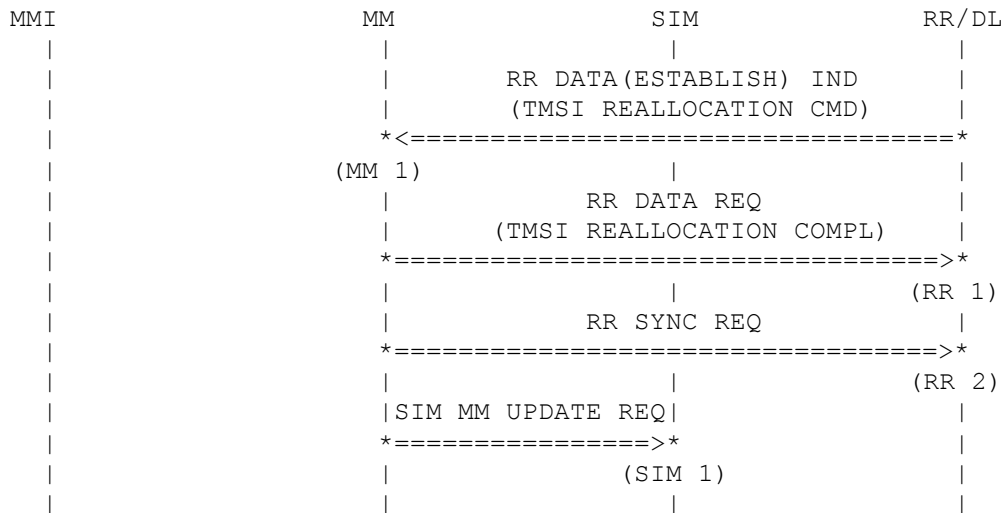 MMI MM SIM RR/DL
| | | |
| | RR DATA(ESTABLISH) IND |
| | (TMSI REALLOCATION CMD) |
| *<==================================*
| (MM 1) | |
| | RR DATA REQ |
| | (TMSI REALLOCATION COMPL) |
| *==================================>*
| | | (RR 1)
| | RR SYNC REQ |
| *==================================>*
| | | (RR 2)
| |SIM MM UPDATE REQ| |
| *================>* |
| | (SIM 1) |
| | | |